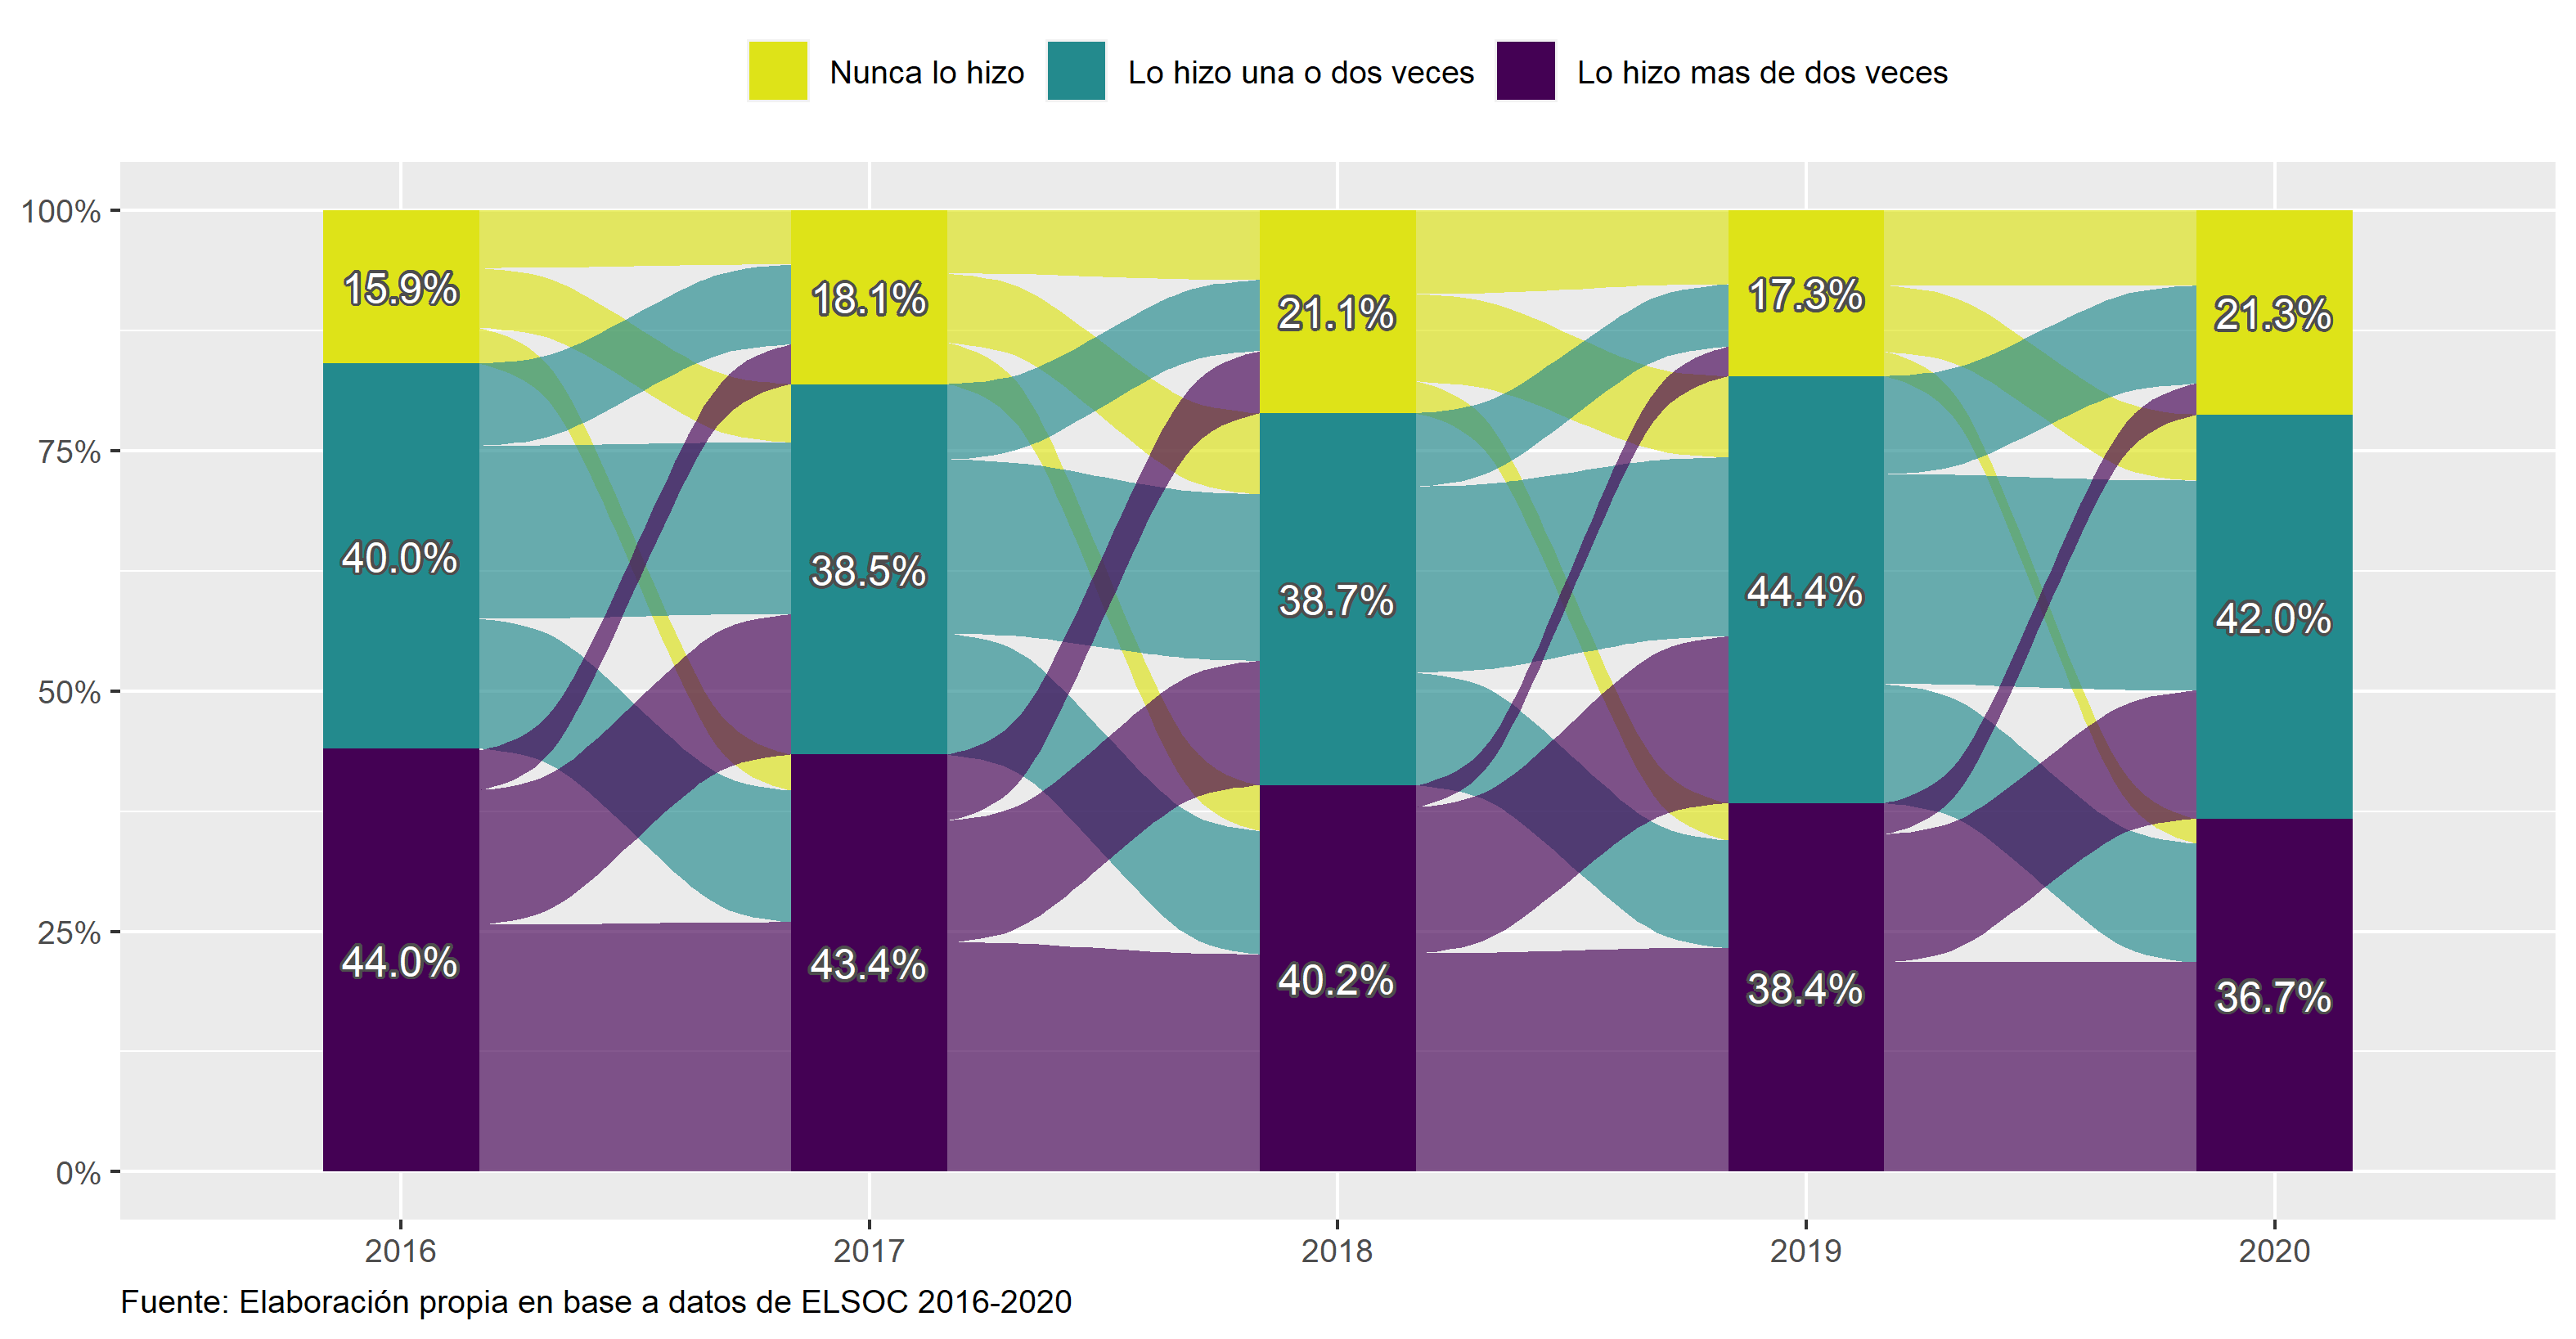 Nunca lo hizo Lo hizo una o dos veces Lo hizo mas de dos veces
100%
75%
50%
25%
0%
15.9% 18.1% 21.1% 17.3% 21.3%
40.0% 38.5% 38.7% 44.4% 42.0%
44.0% 43.4% 40.2% 38.4% 36.7%
2016 2017 2018 2019 2020
Fuente: Elaboración propia en base a datos de ELSOC 2016-2020